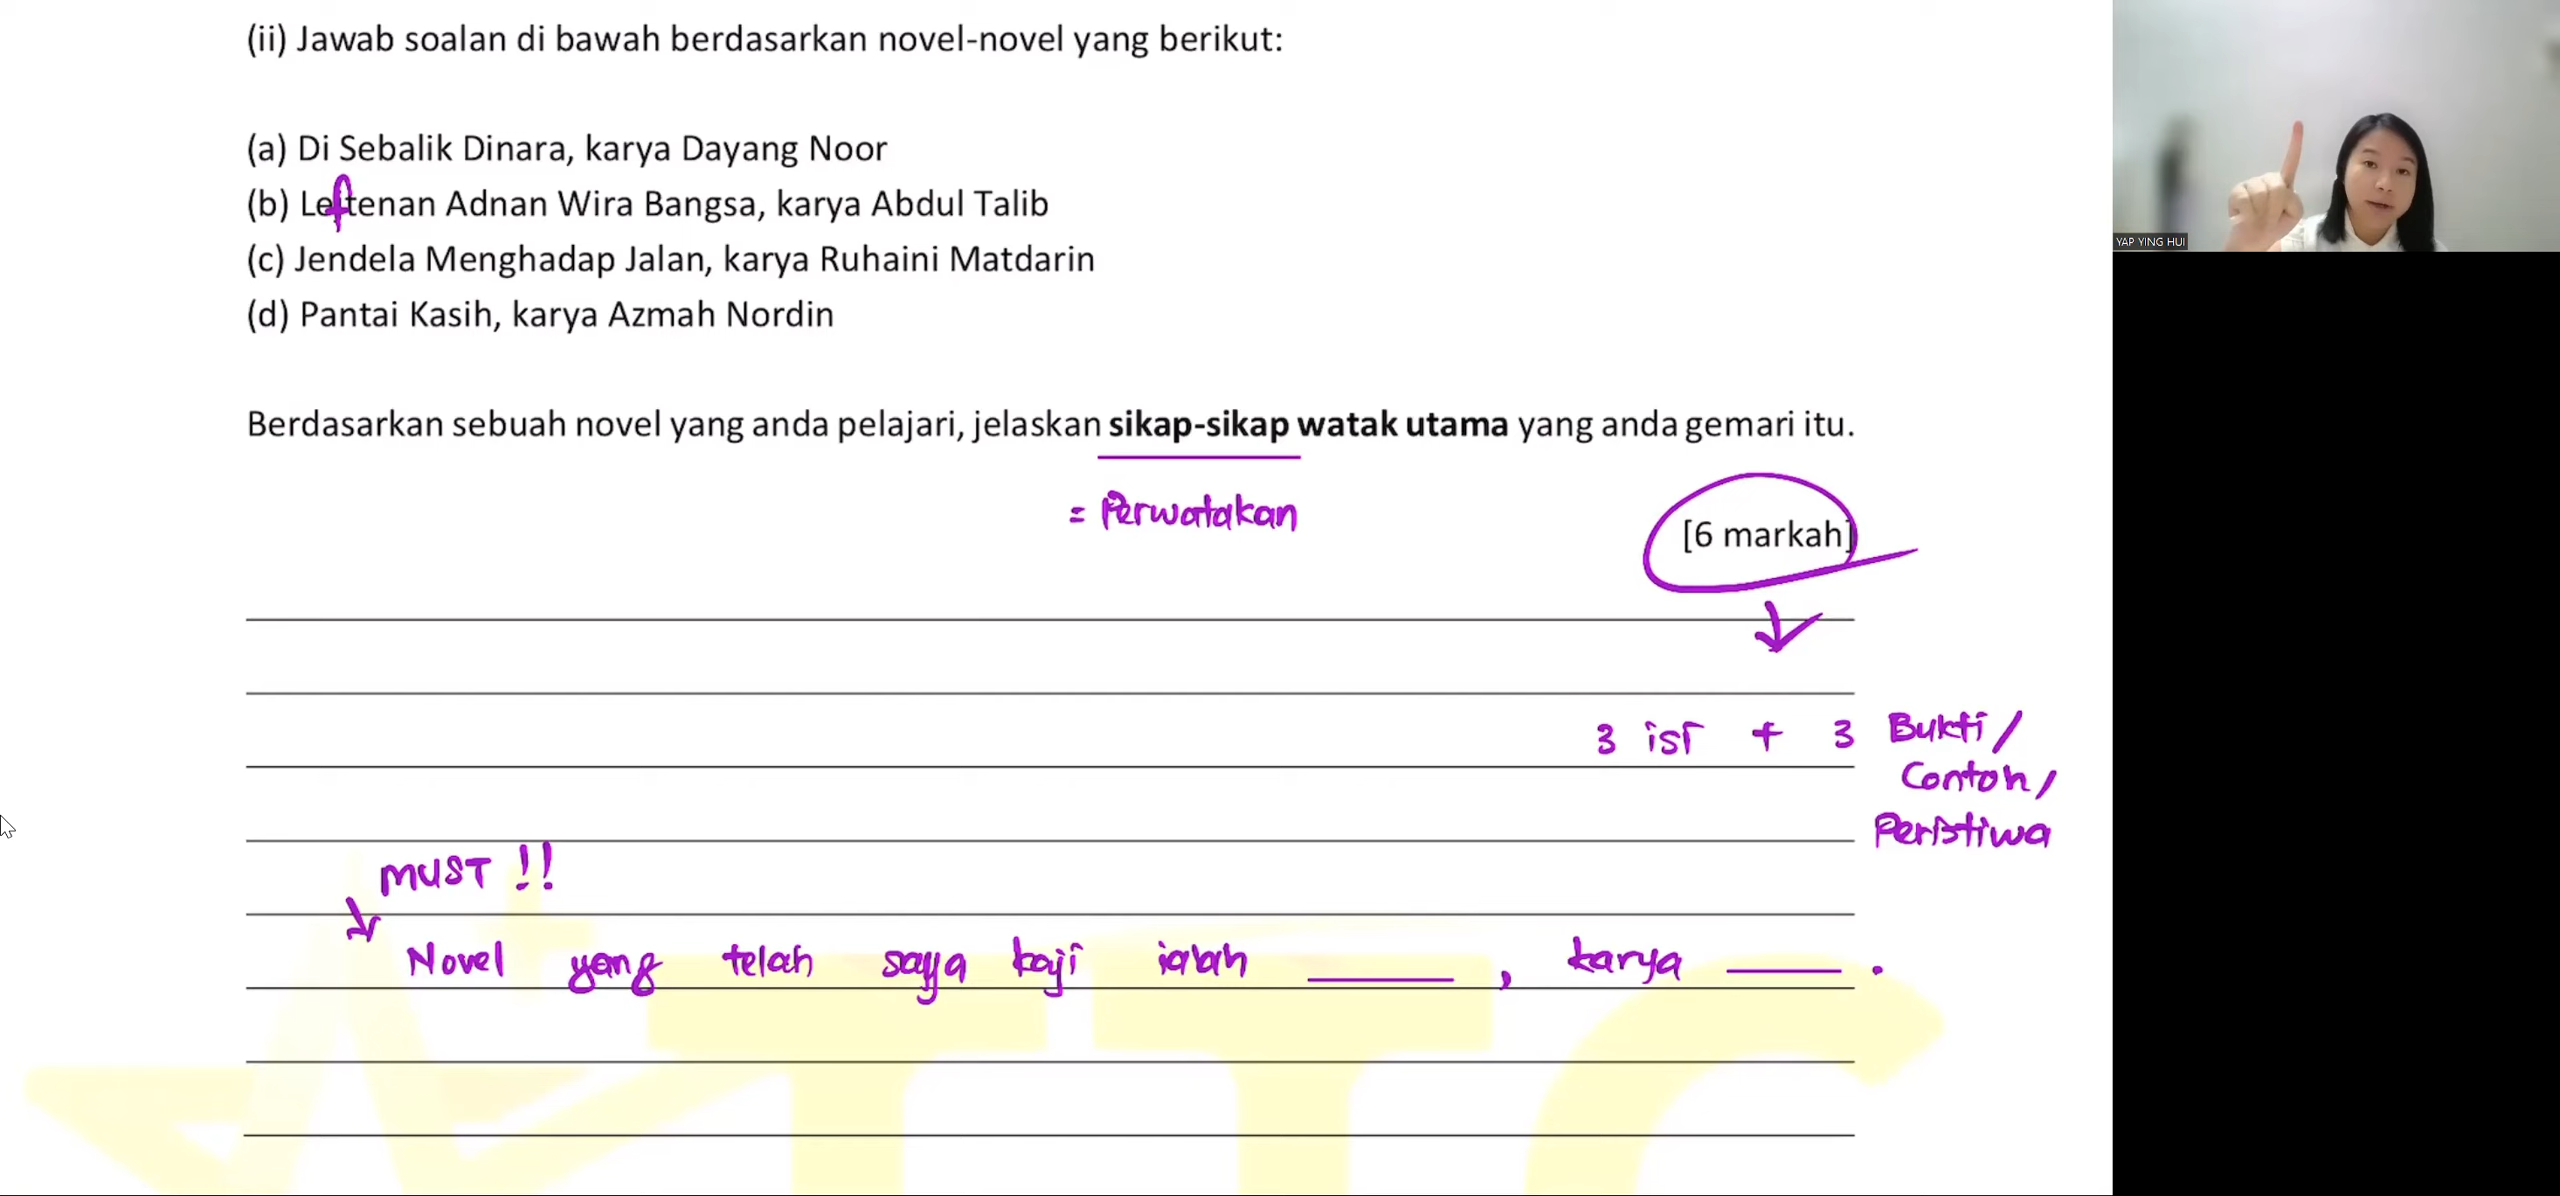 (ii) Jawab soalan di bawah berdasarkan novel-novel yang berikut:
(a) Di Sebalik Dinara, karya Dayang Noor
(b) Leftenan Adnan Wira Bangsa, karya Abdul Talib
(c) Jendela Menghadap Jalan, karya Ruhaini Matdarin
(d) Pantai Kasih, karya Azmah Nordin
YAP YING HUI
Berdasarkan sebuah novel yang anda pelajari, jelaskan sikap-sikap watak utama yang anda gemari itu.
= Perwatakan
[6 markah]
3 isi + 3 Bukti /
Contoh /
Peristiwa
MUST !!
Novel yang telah saya kaji ialah ______ , karya ______ .